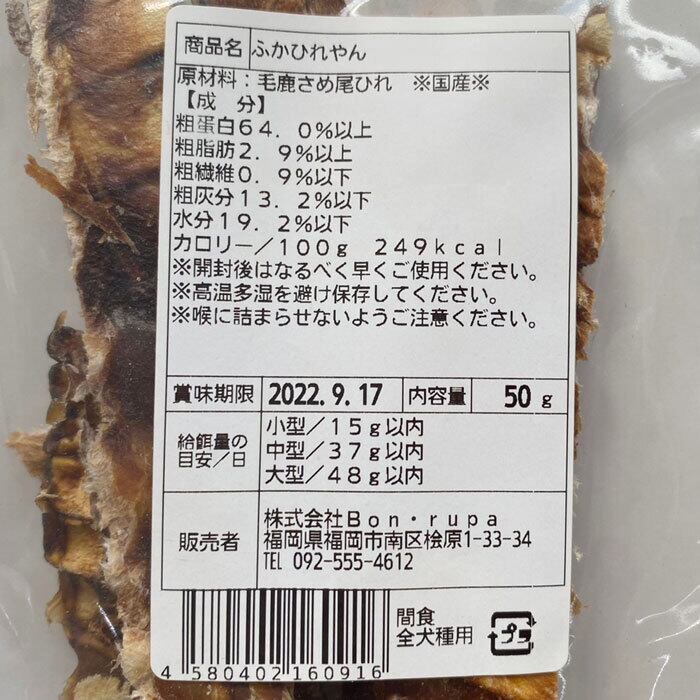 商品名 ふかひれやん
原材料：毛鹿さめ尾ひれ　※国産※
【成　分】
粗蛋白６４．０％以上
粗脂肪２．９％以上
粗繊維０．９％以下
粗灰分１３．２％以下
水分１９．２％以下
カロリー／１００ｇ　２４９ｋｃａｌ
※開封後はなるべく早くご使用ください。
※高温多湿を避け保存してください。
※喉に詰まらせないようご注意ください。
賞味期限 2022.9.17 内容量 50ｇ
給餌量の目安／日
小型／１５ｇ以内
中型／３７ｇ以内
大型／４８ｇ以内
販売者
株式会社Ｂｏｎ・ｒｕｐａ
福岡県福岡市南区桧原1-33-34
TEL 092-555-4612
間食
全犬種用
プラ
4 580402 160916